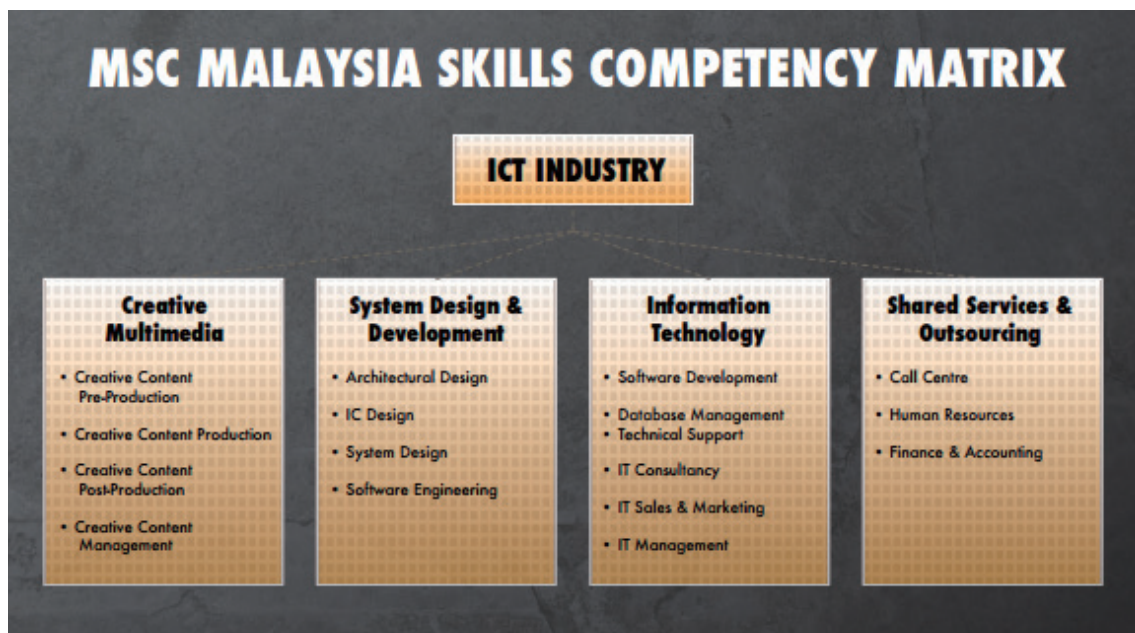 MSC MALAYSIA SKILLS COMPETENCY MATRIX
ICT INDUSTRY
Creative
Multimedia
• Creative Content
Pre-Production
• Creative Content Production
• Creative Content
Post-Production
• Creative Content
Management
System Design &
Development
• Architectural Design
• IC Design
• System Design
• Software Engineering
Information
Technology
• Software Development
• Database Management
• Technical Support
• IT Consultancy
• IT Sales & Marketing
• IT Management
Shared Services &
Outsourcing
• Call Centre
• Human Resources
• Finance & Accounting